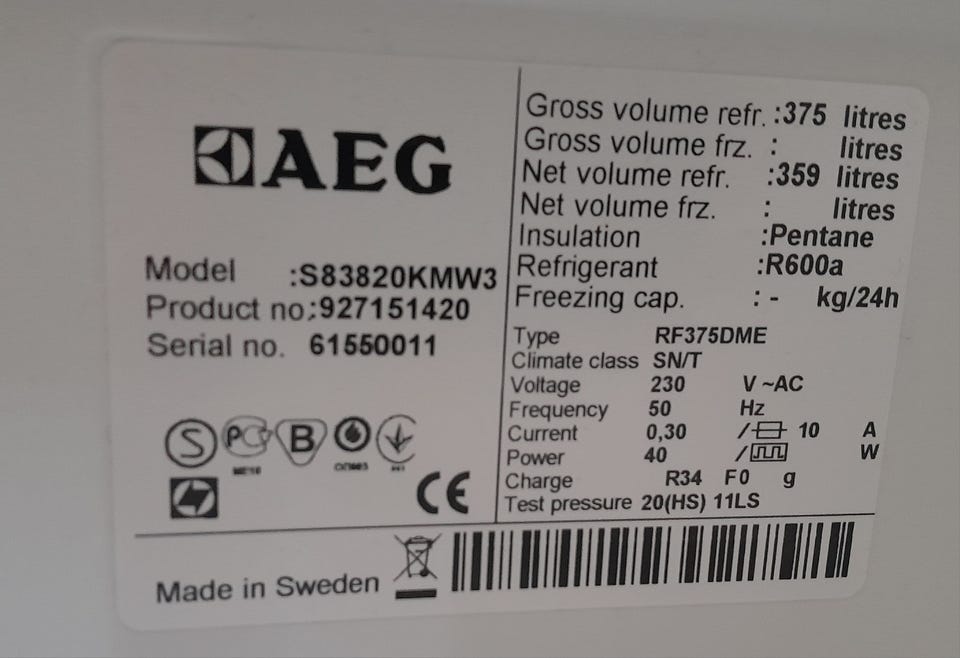 AEG
Model :S83820KMW3
Product no:927151420
Serial no. 61550011
S PCT B
CE
Gross volume refr. :375 litres
Gross volume frz. : litres
Net volume refr. :359 litres
Net volume frz. : litres
Insulation :Pentane
Refrigerant :R600a
Freezing cap. : - kg/24h
Type RF375DME
Climate class SN/T
Voltage 230 V ~AC
Frequency 50 Hz
Current 0,30 / 10 A
Power 40 / W
Charge R34 F0 g
Test pressure 20(HS) 11LS
Made in Sweden